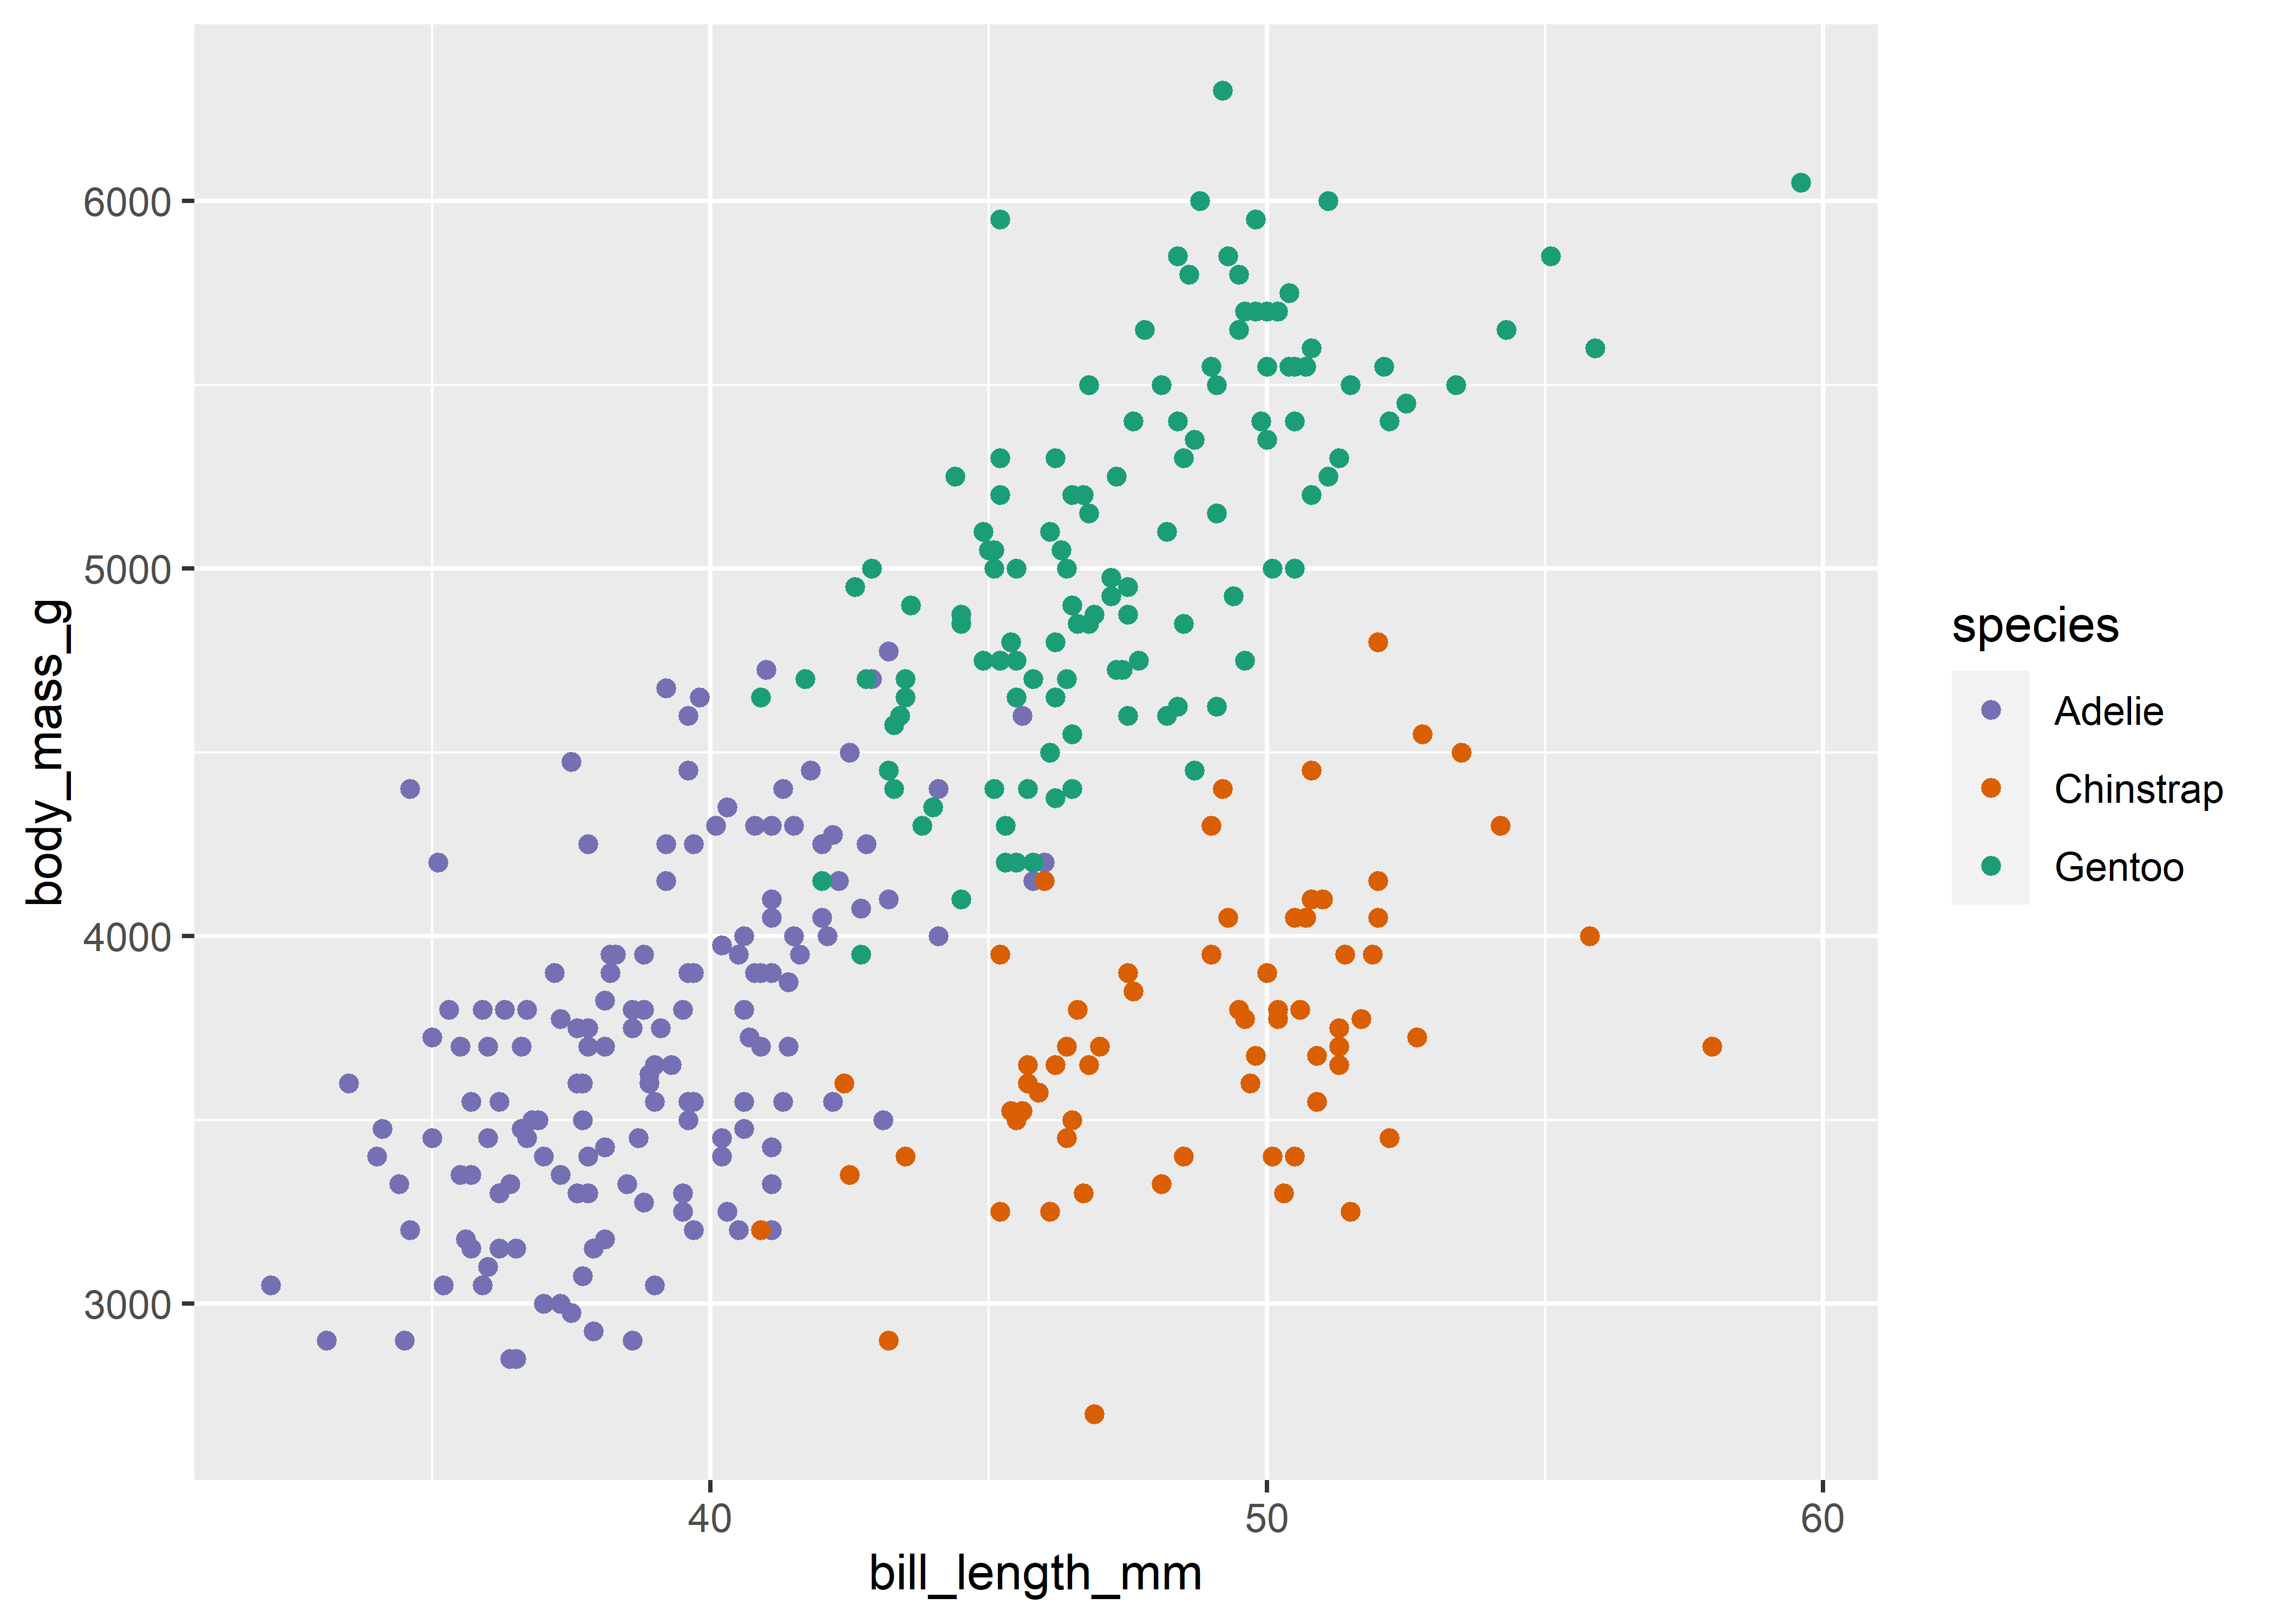 body_mass_g
6000
5000
4000
3000
40
50
60
bill_length_mm
species
Adelie
Chinstrap
Gentoo